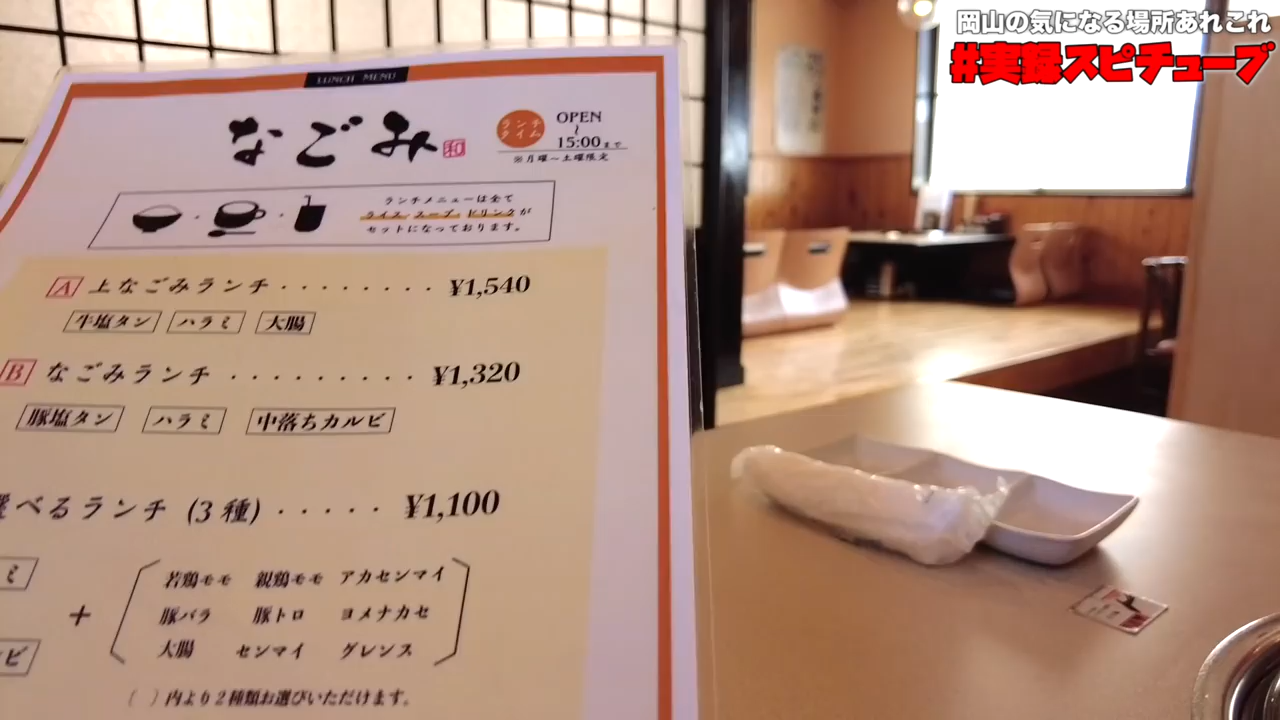 岡山の気になる場所あれこれ
#実録スピチューブ
LUNCH MENU
なごみ 和
ランチタイム
OPEN
~
15:00まで
※月曜~土曜限定
ランチメニューは全て
ライス・スープ・ドリンクが
セットになっております。
A 上なごみランチ ········ ¥1,540
牛塩タン ハラミ 大腸
B なごみランチ ········· ¥1,320
豚塩タン ハラミ 中落ちカルビ
べるランチ (3種) ····· ¥1,100
ミ
+
若鶏モモ 親鶏モモ アカセンマイ
豚バラ 豚トロ ヨメナカセ
大腸 センマイ グレンス
ビ
( )内より2種類お選びいただけます。